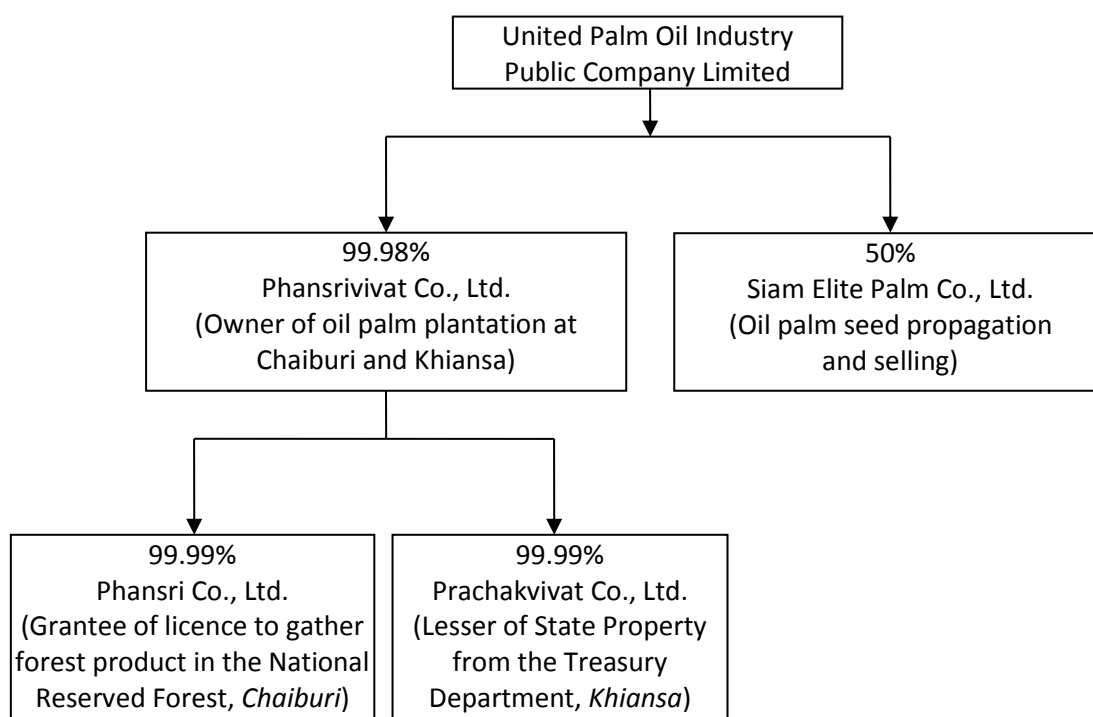 United Palm Oil Industry
Public Company Limited
99.98%
Phansrivivat Co., Ltd.
(Owner of oil palm plantation at
Chaiburi and Khiansa)
50%
Siam Elite Palm Co., Ltd.
(Oil palm seed propagation
and selling)
99.99%
Phansri Co., Ltd.
(Grantee of licence to gather
forest product in the National
Reserved Forest, Chaiburi)
99.99%
Prachakvivat Co., Ltd.
(Lesser of State Property
from the Treasury
Department, Khiansa)